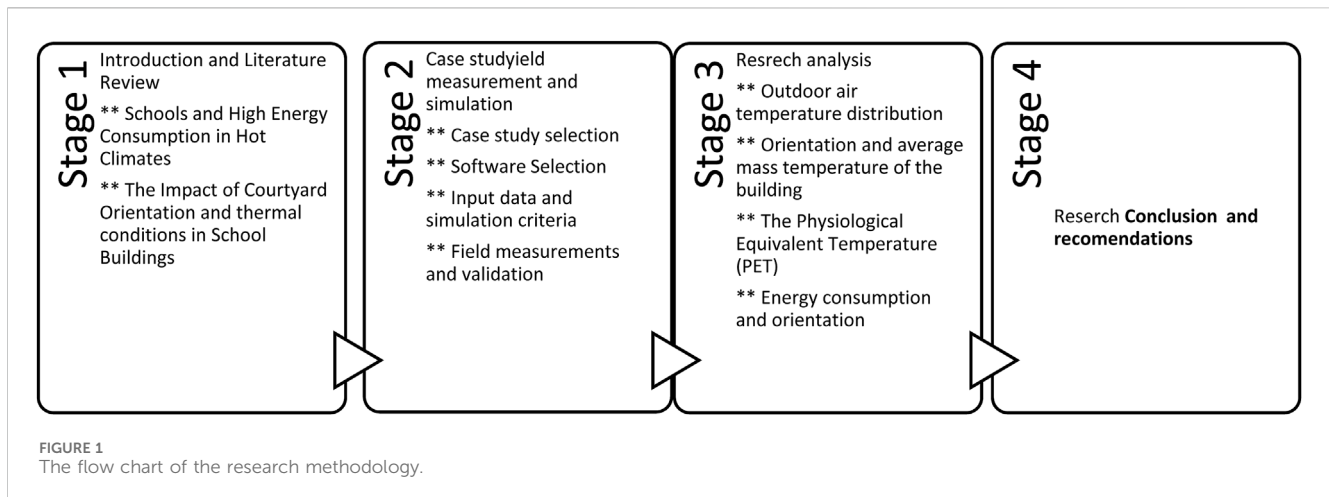 Stage 1
Introduction and Literature
Review
** Schools and High Energy
Consumption in Hot
Climates
** The Impact of Courtyard
Orientation and thermal
conditions in School
Buildings
Stage 2
Case studyield
measurement and
simulation
** Case study selection
** Software Selection
** Input data and
simulation criteria
** Field measurements
and validation
Stage 3
Resrech analysis
** Outdoor air
temperature distribution
** Orientation and average
mass temperature of the
building
** The Physiological
Equivalent Temperature
(PET)
** Energy consumption
and orientation
Stage 4
Reserch Conclusion and
recomendations
FIGURE 1
The flow chart of the research methodology.